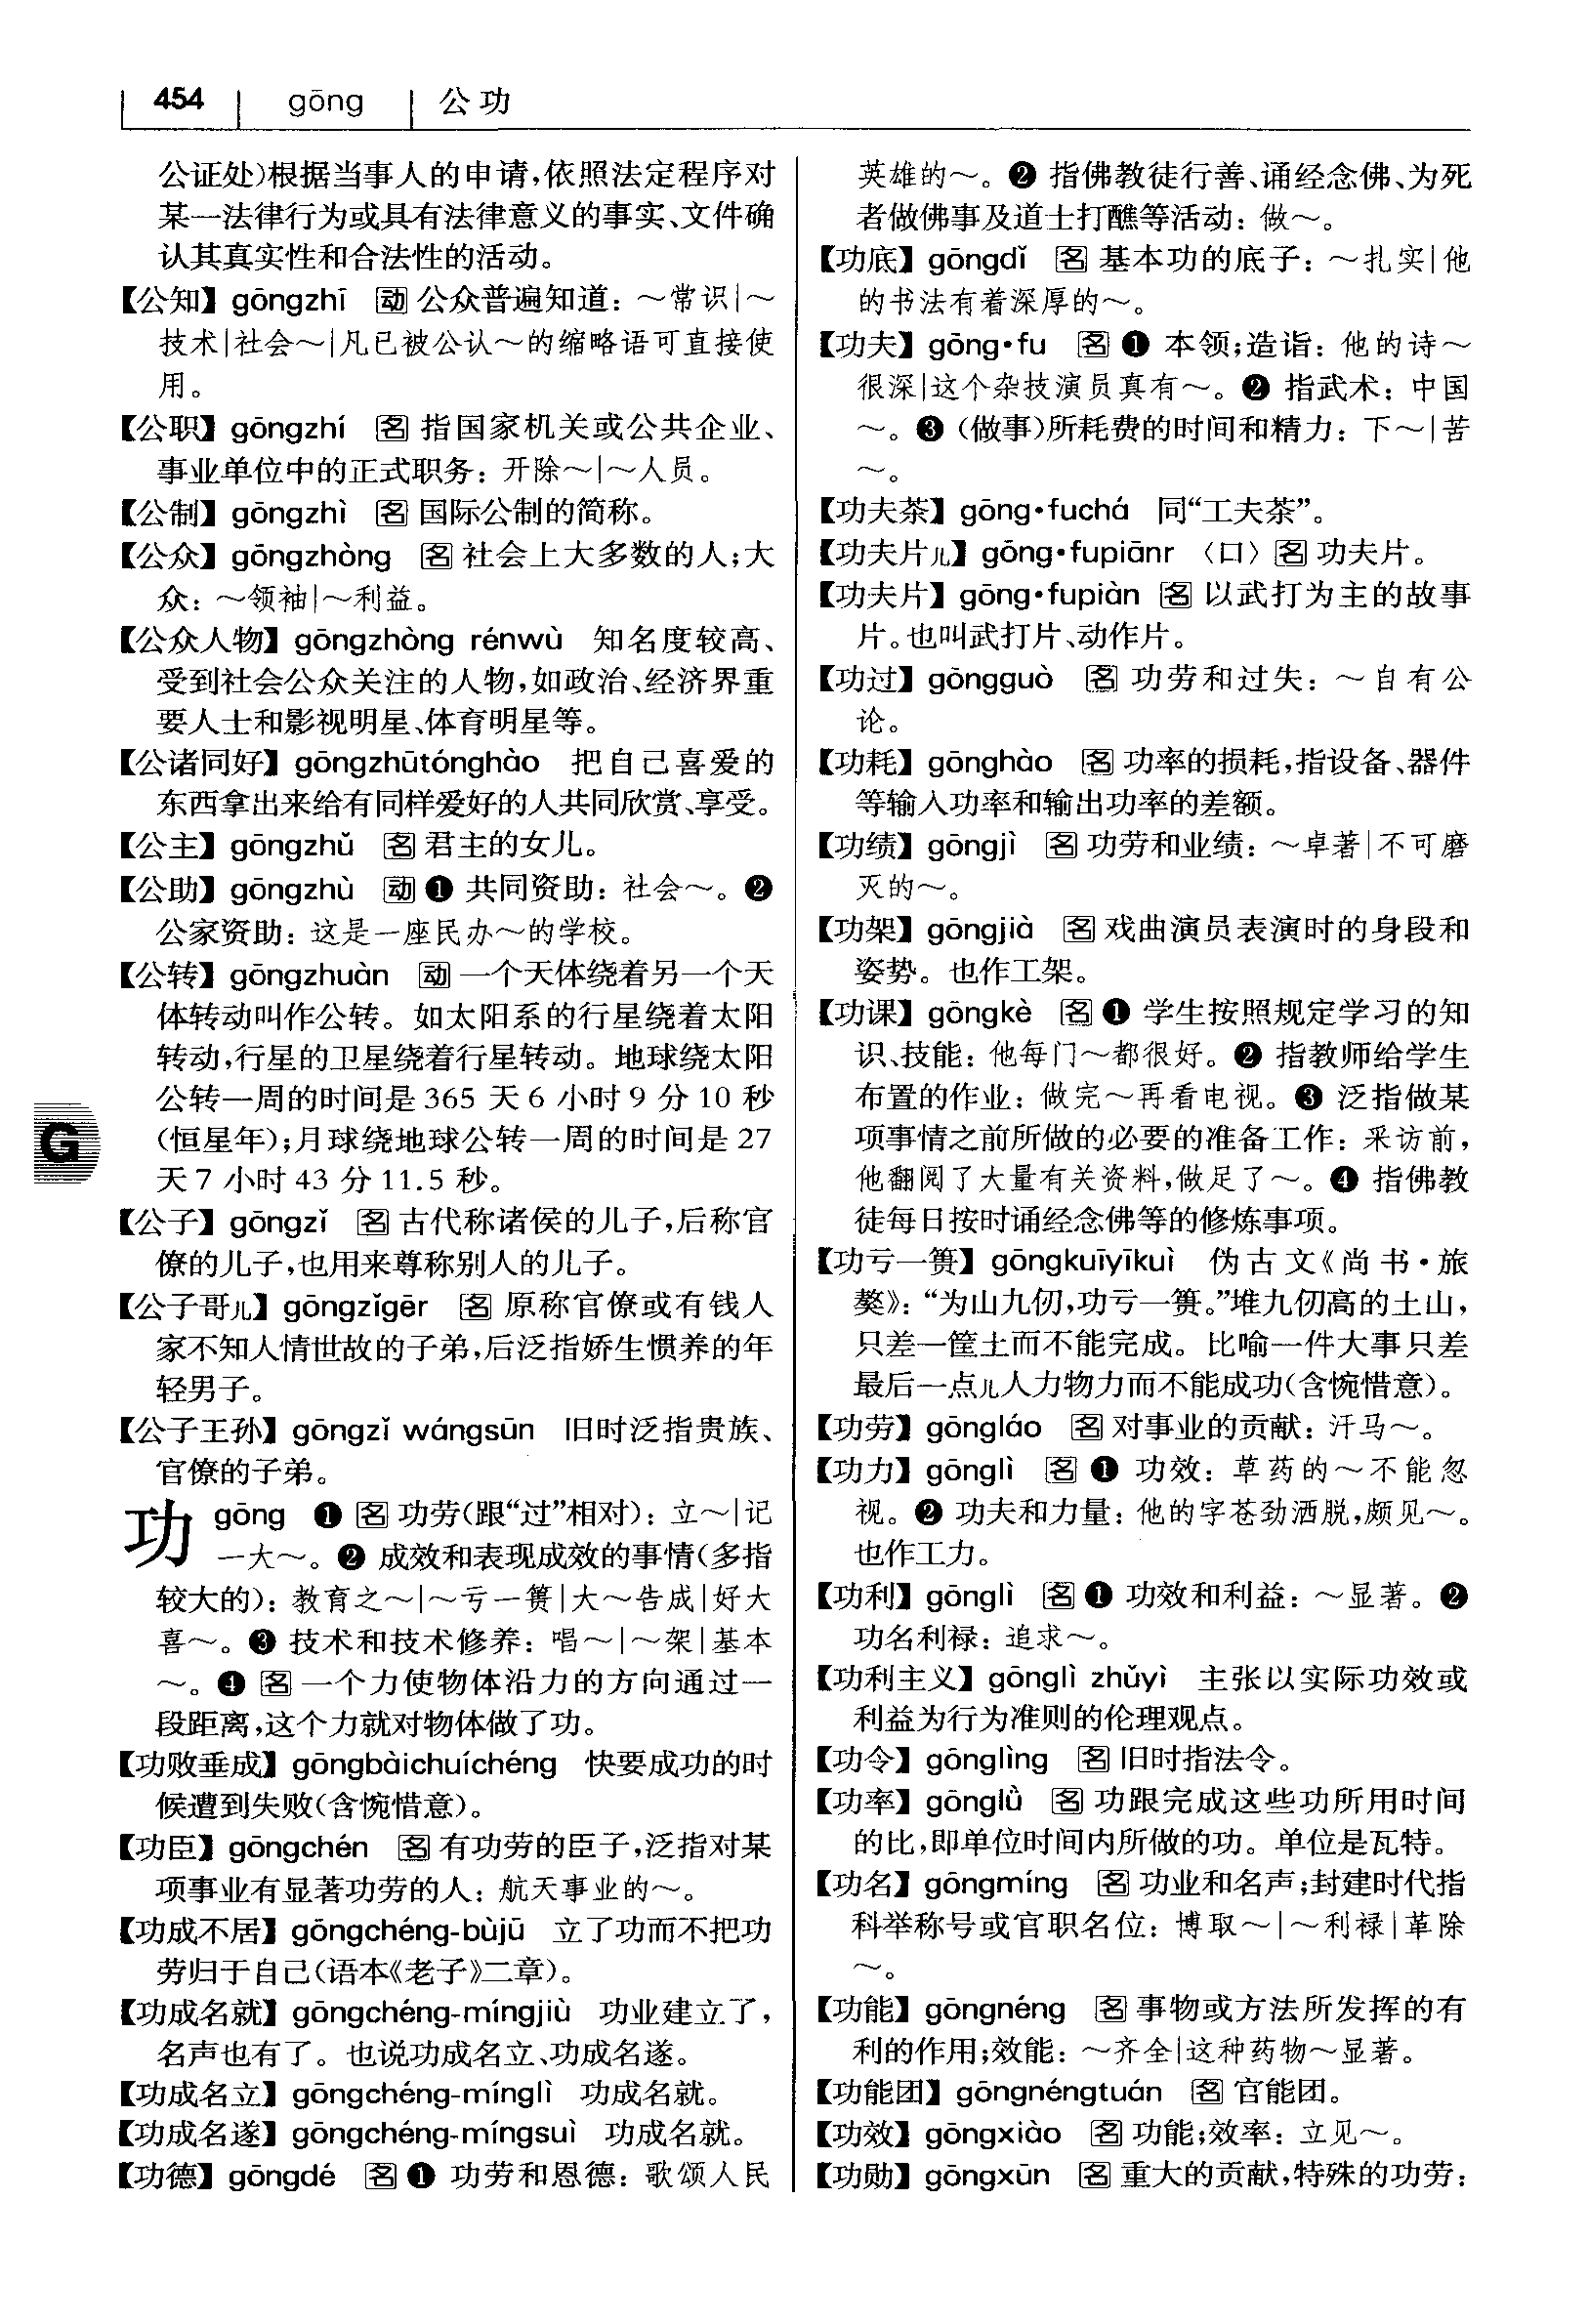 454 gōng 公功
公证处)根据当事人的申请,依照法定程序对
某一法律行为或具有法律意义的事实、文件确
认其真实性和合法性的活动。
【公知】gōngzhī 动 公众普遍知道：～常识|～
技术|社会～|凡已被公认～的缩略语可直接使
用。
【公职】gōngzhí 名 指国家机关或公共企业、
事业单位中的正式职务：开除～|～人员。
【公制】gōngzhì 名 国际公制的简称。
【公众】gōngzhòng 名 社会上大多数的人;大
众：～领袖|～利益。
【公众人物】gōngzhòng rénwù 知名度较高、
受到社会公众关注的人物,如政治、经济界重
要人士和影视明星、体育明星等。
【公诸同好】gōngzhūtónghào 把自己喜爱的
东西拿出来给有同样爱好的人共同欣赏、享受。
【公主】gōngzhǔ 名 君主的女儿。
【公助】gōngzhù 动 ❶ 共同资助：社会～。❷
公家资助：这是一座民办～的学校。
【公转】gōngzhuàn 动 一个天体绕着另一个天
体转动叫作公转。如太阳系的行星绕着太阳
转动,行星的卫星绕着行星转动。地球绕太阳
公转一周的时间是 365 天 6 小时 9 分 10 秒
(恒星年);月球绕地球公转一周的时间是 27
天 7 小时 43 分 11.5 秒。
【公子】gōngzǐ 名 古代称诸侯的儿子,后称官
僚的儿子,也用来尊称别人的儿子。
【公子哥儿】gōngzǐgēr 名 原称官僚或有钱人
家不知人情世故的子弟,后泛指娇生惯养的年
轻男子。
【公子王孙】gōngzǐ wángsūn 旧时泛指贵族、
官僚的子弟。
功 gōng ❶ 名 功劳(跟“过”相对)：立～|记
一大～。❷ 成效和表现成效的事情(多指
较大的)：教育之～|～亏一篑|大～告成|好大
喜～。❸ 技术和技术修养：唱～|～架|基本
～。❹ 名 一个力使物体沿力的方向通过一
段距离,这个力就对物体做了功。
【功败垂成】gōngbàichuíchéng 快要成功的时
候遭到失败(含惋惜意)。
【功臣】gōngchén 名 有功劳的臣子,泛指对某
项事业有显著功劳的人：航天事业的～。
【功成不居】gōngchéng-bùjū 立了功而不把功
劳归于自己(语本《老子》二章)。
【功成名就】gōngchéng-míngjiù 功业建立了,
名声也有了。也说功成名立、功成名遂。
【功成名立】gōngchéng-mínglì 功成名就。
【功成名遂】gōngchéng-míngsuì 功成名就。
【功德】gōngdé 名 ❶ 功劳和恩德：歌颂人民
英雄的～。❷ 指佛教徒行善、诵经念佛、为死
者做佛事及道士打醮等活动：做～。
【功底】gōngdǐ 名 基本功的底子：～扎实|他
的书法有着深厚的～。
【功夫】gōng•fu 名 ❶ 本领;造诣：他的诗～
很深|这个杂技演员真有～。❷ 指武术：中国
～。❸ (做事)所耗费的时间和精力：下～|苦
～。
【功夫茶】gōng•fuchá 同“工夫茶”。
【功夫片儿】gōng•fupiānr 〈口〉名 功夫片。
【功夫片】gōng•fupiàn 名 以武打为主的故事
片。也叫武打片、动作片。
【功过】gōngguò 名 功劳和过失：～自有公
论。
【功耗】gōnghào 名 功率的损耗,指设备、器件
等输入功率和输出功率的差额。
【功绩】gōngjì 名 功劳和业绩：～卓著|不可磨
灭的～。
【功架】gōngjià 名 戏曲演员表演时的身段和
姿势。也作工架。
【功课】gōngkè 名 ❶ 学生按照规定学习的知
识、技能：他每门～都很好。❷ 指教师给学生
布置的作业：做完～再看电视。❸ 泛指做某
项事情之前所做的必要的准备工作：采访前,
他翻阅了大量有关资料,做足了～。❹ 指佛教
徒每日按时诵经念佛等的修炼事项。
【功亏一篑】gōngkuīyīkuì 伪古文《尚书·旅
獒》：“为山九仞,功亏一篑。”堆九仞高的土山,
只差一筐土而不能完成。比喻一件大事只差
最后一点儿人力物力而不能成功(含惋惜意)。
【功劳】gōngláo 名 对事业的贡献：汗马～。
【功力】gōnglì 名 ❶ 功效：草药的～不能忽
视。❷ 功夫和力量：他的字苍劲洒脱,颇见～。
也作工力。
【功利】gōnglì 名 ❶ 功效和利益：～显著。❷
功名利禄：追求～。
【功利主义】gōnglì zhǔyì 主张以实际功效或
利益为行为准则的伦理观点。
【功令】gōnglìng 名 旧时指法令。
【功率】gōnglǜ 名 功跟完成这些功所用时间
的比,即单位时间内所做的功。单位是瓦特。
【功名】gōngmíng 名 功业和名声;封建时代指
科举称号或官职名位：博取～|～利禄|革除
～。
【功能】gōngnéng 名 事物或方法所发挥的有
利的作用;效能：～齐全|这种药物～显著。
【功能团】gōngnéngtuán 名 官能团。
【功效】gōngxiào 名 功能;效率：立见～。
【功勋】gōngxūn 名 重大的贡献,特殊的功劳：
G